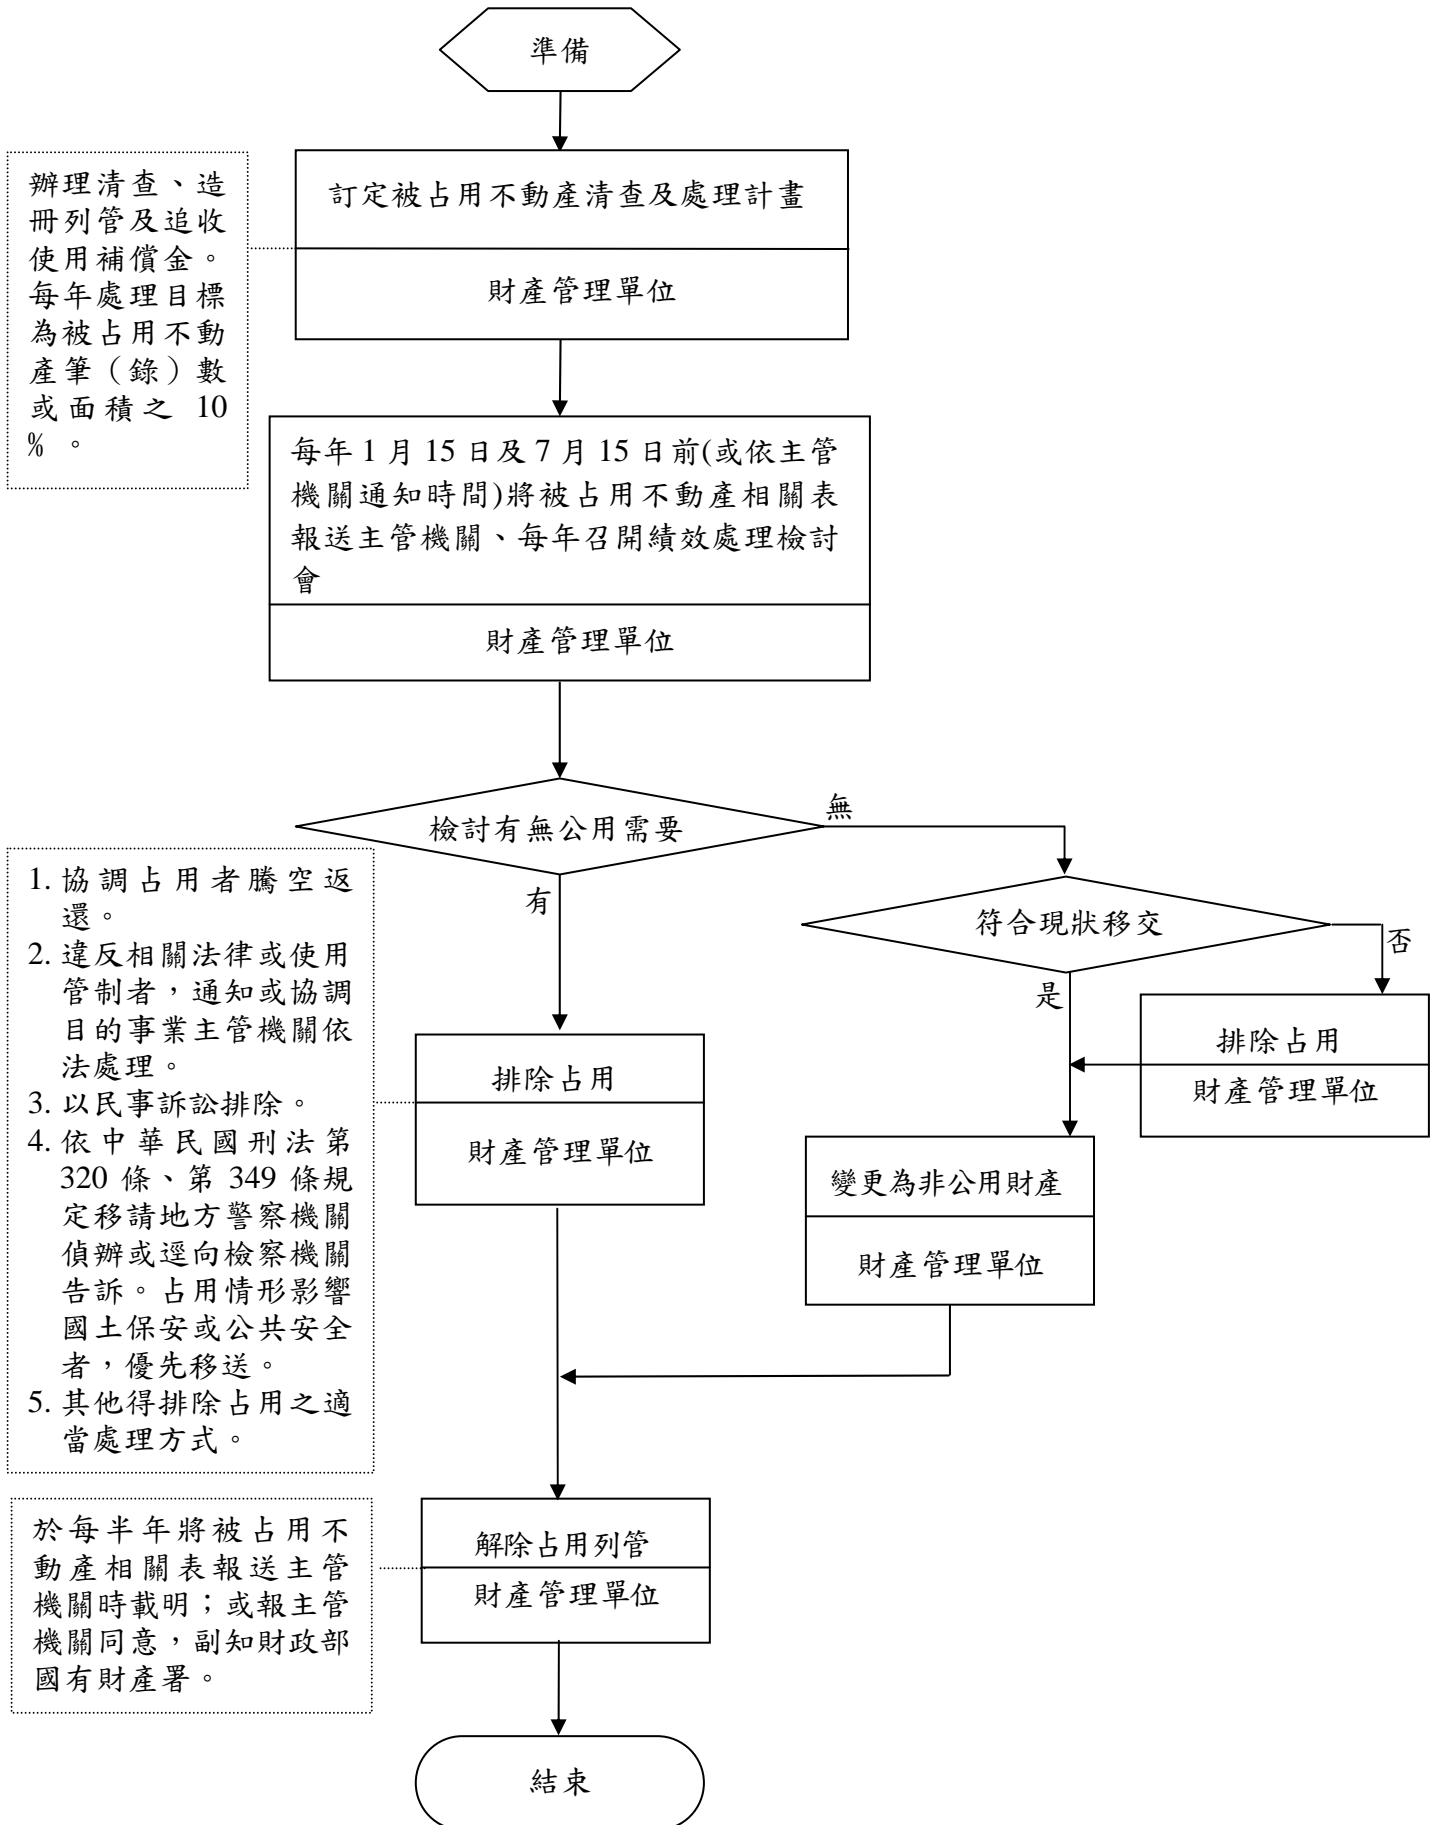 準備
訂定被占用不動產清查及處理計畫
財產管理單位
辦理清查、造
冊列管及追收
使用補償金。
每年處理目標
為被占用不動
產筆（錄）數
或面積之 10
% 。
每年 1 月 15 日及 7 月 15 日前(或依主管
機關通知時間)將被占用不動產相關表
報送主管機關、每年召開績效處理檢討
會
財產管理單位
檢討有無公用需要
無
有
符合現狀移交
否
是
排除占用
財產管理單位
1. 協調占用者騰空返
還。
2. 違反相關法律或使用
管制者，通知或協調
目的事業主管機關依
法處理。
3. 以民事訴訟排除。
4. 依中華民國刑法第
320 條、第 349 條規
定移請地方警察機關
偵辦或逕向檢察機關
告訴。占用情形影響
國土保安或公共安全
者，優先移送。
5. 其他得排除占用之適
當處理方式。
排除占用
財產管理單位
變更為非公用財產
財產管理單位
於每半年將被占用不
動產相關表報送主管
機關時載明；或報主管
機關同意，副知財政部
國有財產署。
解除占用列管
財產管理單位
結束